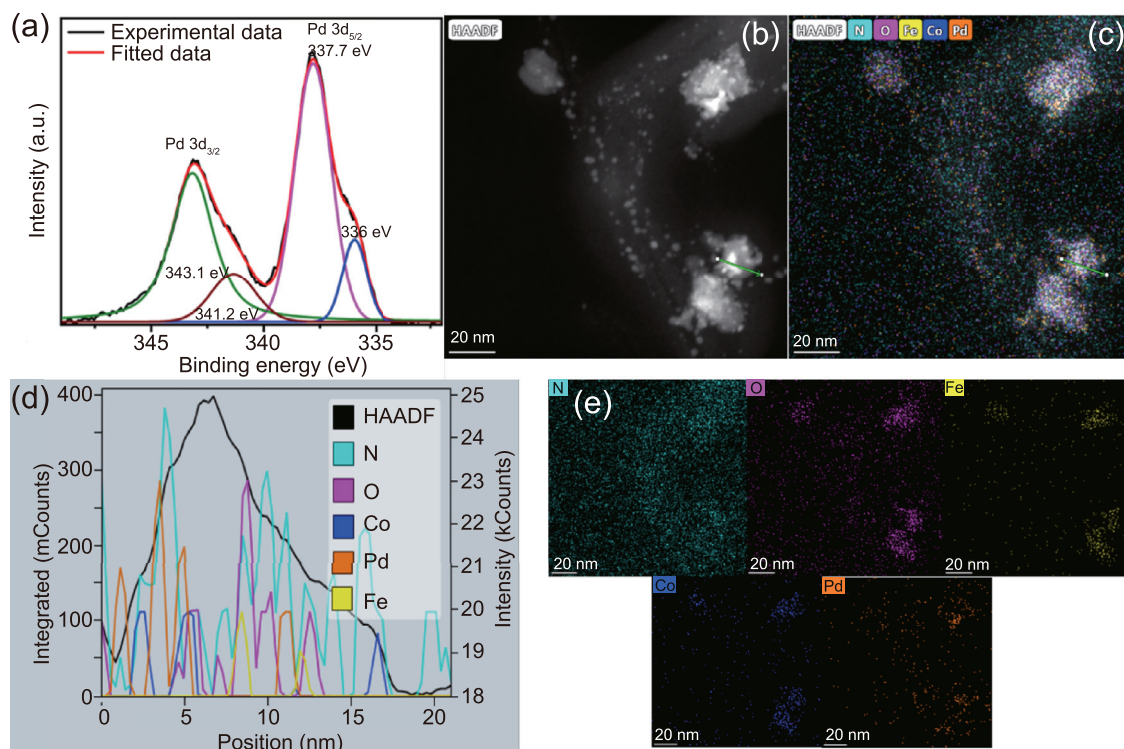 (a)
Experimental data
Fitted data
Pd 3d5/2
237.7 eV
Pd 3d3/2
336 eV
343.1 eV
341.2 eV
Intensity (a.u.)
345 340 335
Binding energy (eV)
HAADF
(b)
20 nm
HAADF N O Fe Co Pd
(c)
20 nm
(d)
400
300
200
100
0
Integrated (mCounts)
HAADF
N
O
Co
Pd
Fe
25
24
23
22
21
20
19
18
Intensity (kCounts)
0 5 10 15 20
Position (nm)
(e)
N
20 nm
O
20 nm
Fe
20 nm
Co
20 nm
Pd
20 nm